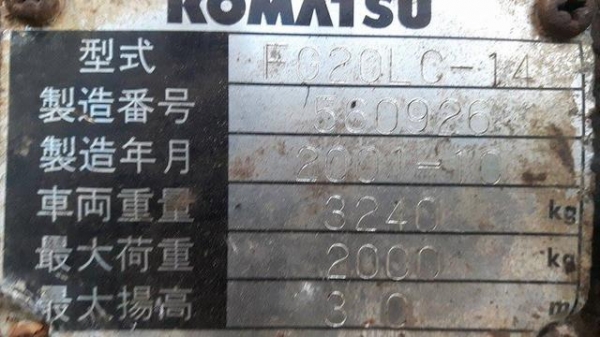 KOMATSU
型式 FG20LC-14
製造番号 560926
製造年月 2001-10
車両重量 3240 kg
最大荷重 2000 kg
最大揚高 3.0 m